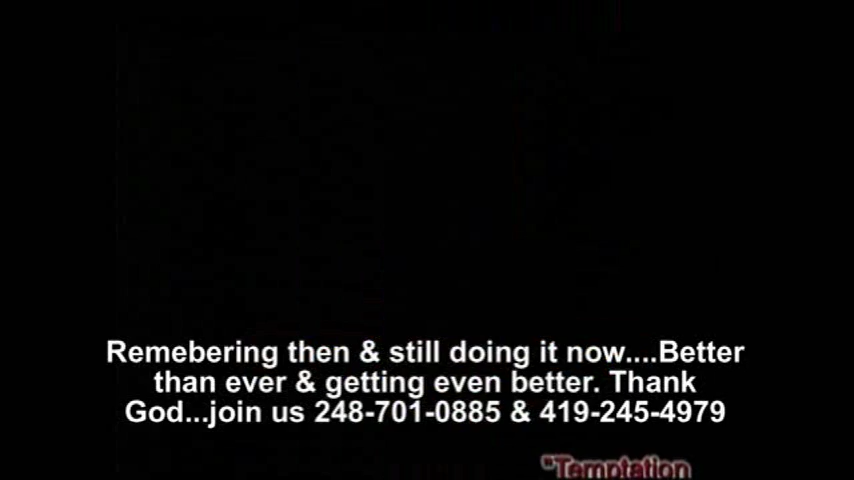 Remebering then & still doing it now....Better
than ever & getting even better. Thank
God...join us 248-701-0885 & 419-245-4979
"Temptation